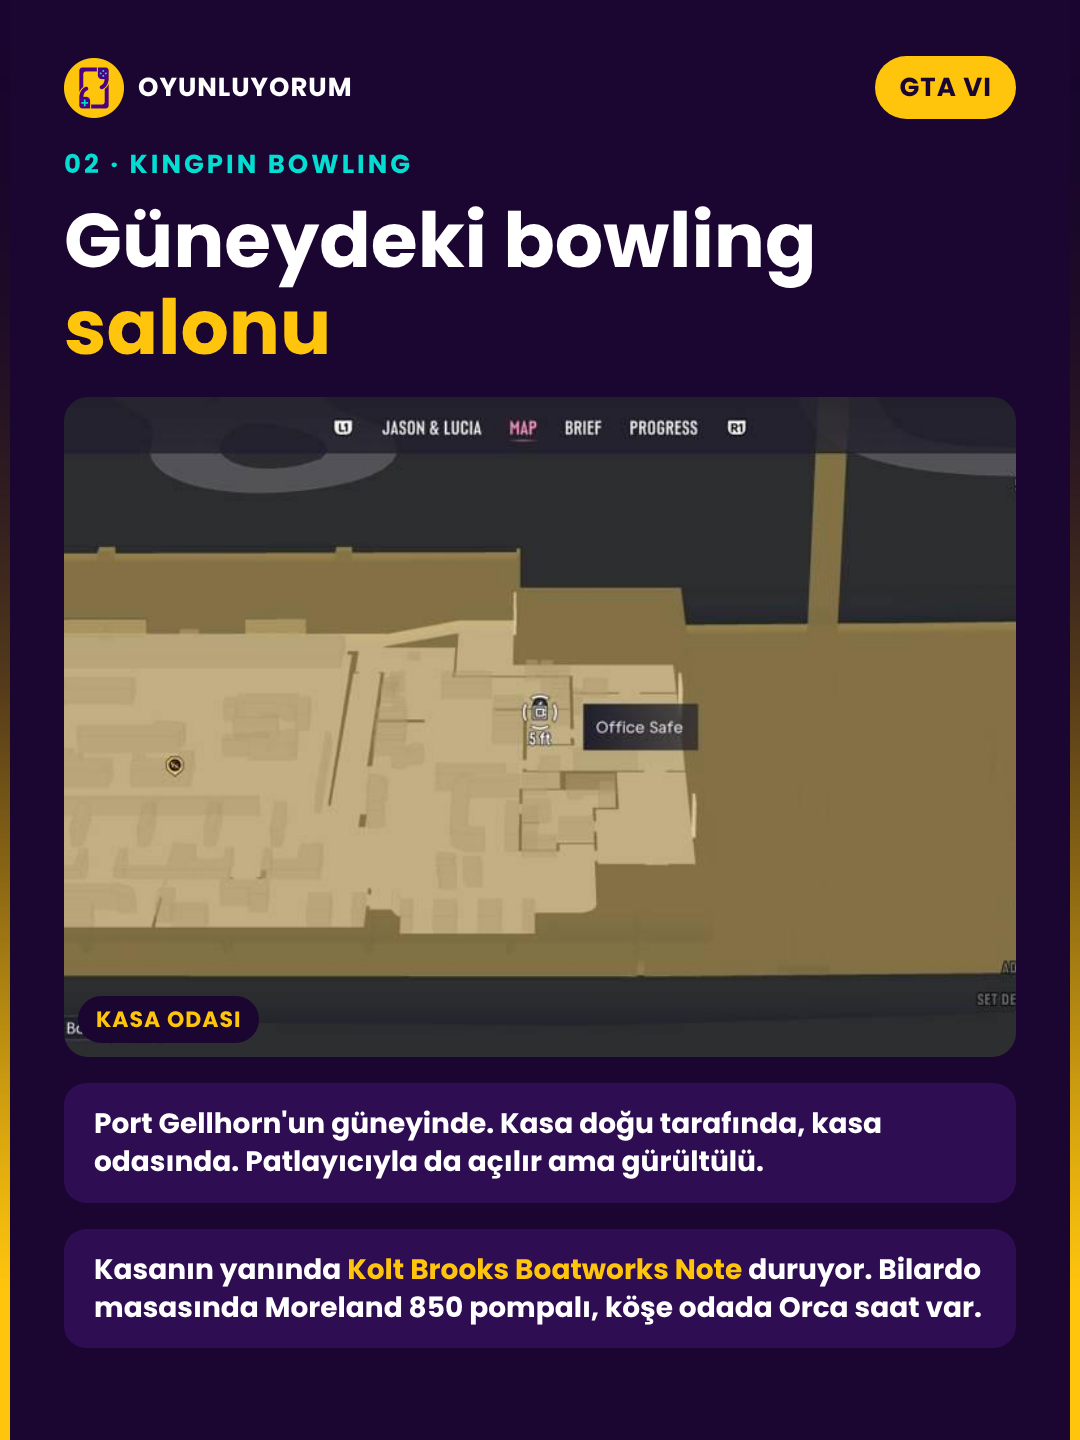 OYUNLUYORUM
GTA VI
02 · KINGPIN BOWLING
Güneydeki bowling
salonu
L1 JASON & LUCIA MAP BRIEF PROGRESS R1
Office Safe
5 ft
SET
KASA ODASI
Port Gellhorn'un güneyinde. Kasa doğu tarafında, kasa
odasında. Patlayıcıyla da açılır ama gürültülü.
Kasanın yanında Kolt Brooks Boatworks Note duruyor. Bilardo
masasında Moreland 850 pompalı, köşe odada Orca saat var.